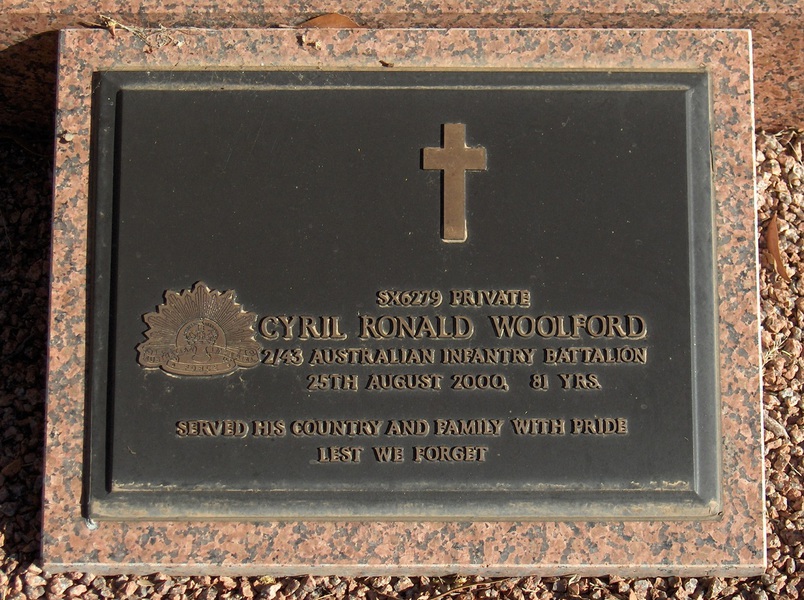 SX6279 PRIVATE
CYRIL RONALD WOOLFORD
2/43 AUSTRALIAN INFANTRY BATTALION
25TH AUGUST 2000, 81 YRS.
SERVED HIS COUNTRY AND FAMILY WITH PRIDE
LEST WE FORGET